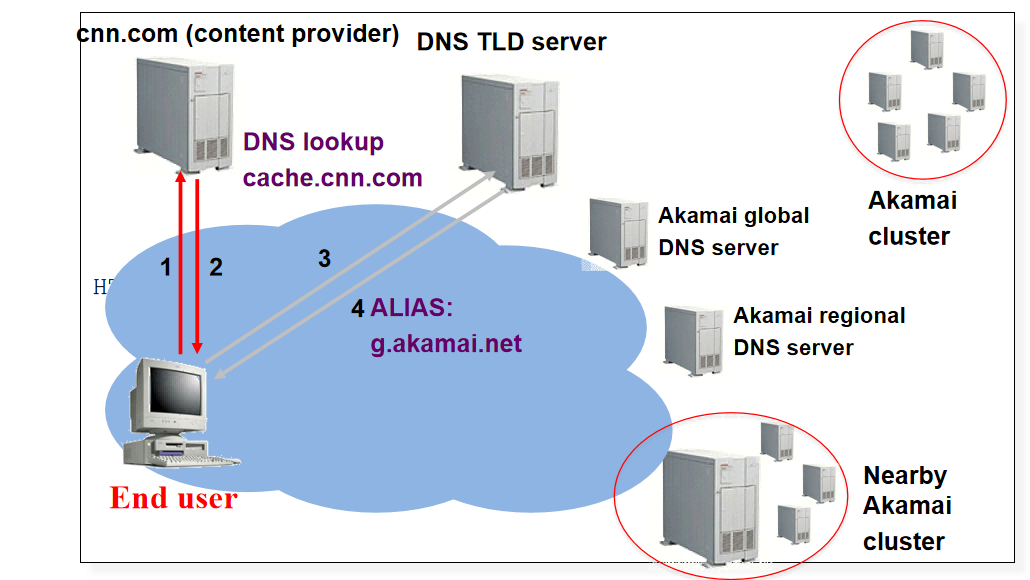 cnn.com (content provider)
DNS TLD server
DNS lookup
cache.cnn.com
Akamai
cluster
Akamai global
DNS server
1
2
3
4 ALIAS:
g.akamai.net
Akamai regional
DNS server
End user
Nearby
Akamai
cluster